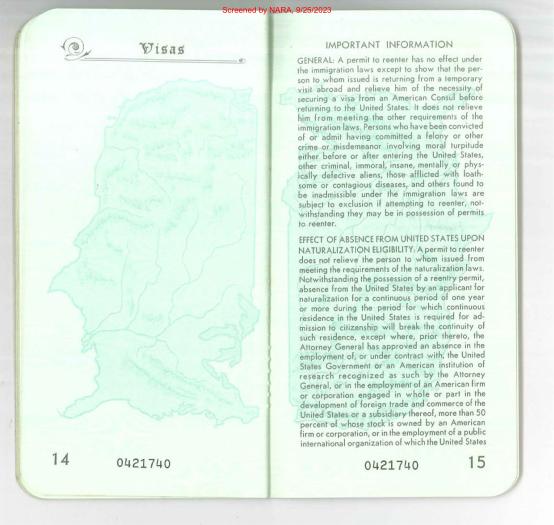 Screened by NARA, 9/25/2023
Visas
14
0421740
IMPORTANT INFORMATION
GENERAL: A permit to reenter has no effect under
the immigration laws except to show that the per-
son to whom issued is returning from a temporary
visit abroad and relieve him of the necessity of
securing a visa from an American Consul before
returning to the United States. It does not relieve
him from meeting the other requirements of the
immigration laws. Persons who have been convicted
of or admit having committed a felony or other
crime or misdemeanor involving moral turpitude
either before or after entering the United States,
other criminal, immoral, insane, mentally or phys-
ically defective aliens, those afflicted with loath-
some or contagious diseases, and others found to
be inadmissible under the immigration laws are
subject to exclusion if attempting to reenter, not-
withstanding they may be in possession of permits
to reenter.
EFFECT OF ABSENCE FROM UNITED STATES UPON
NATURALIZATION ELIGIBILITY: A permit to reenter
does not relieve the person to whom issued from
meeting the requirements of the naturalization laws.
Notwithstanding the possession of a reentry permit,
absence from the United States by an applicant for
naturalization for a continuous period of one year
or more during the period for which continuous
residence in the United States is required for ad-
mission to citizenship will break the continuity of
such residence, except where, prior thereto, the
Attorney General has approved an absence in the
employment of, or under contract with, the United
States Government or an American institution of
research recognized as such by the Attorney
General, or in the employment of an American firm
or corporation engaged in whole or part in the
development of foreign trade and commerce of the
United States or a subsidiary thereof, more than 50
percent of whose stock is owned by an American
firm or corporation, or in the employment of a public
international organization of which the United States
0421740
15